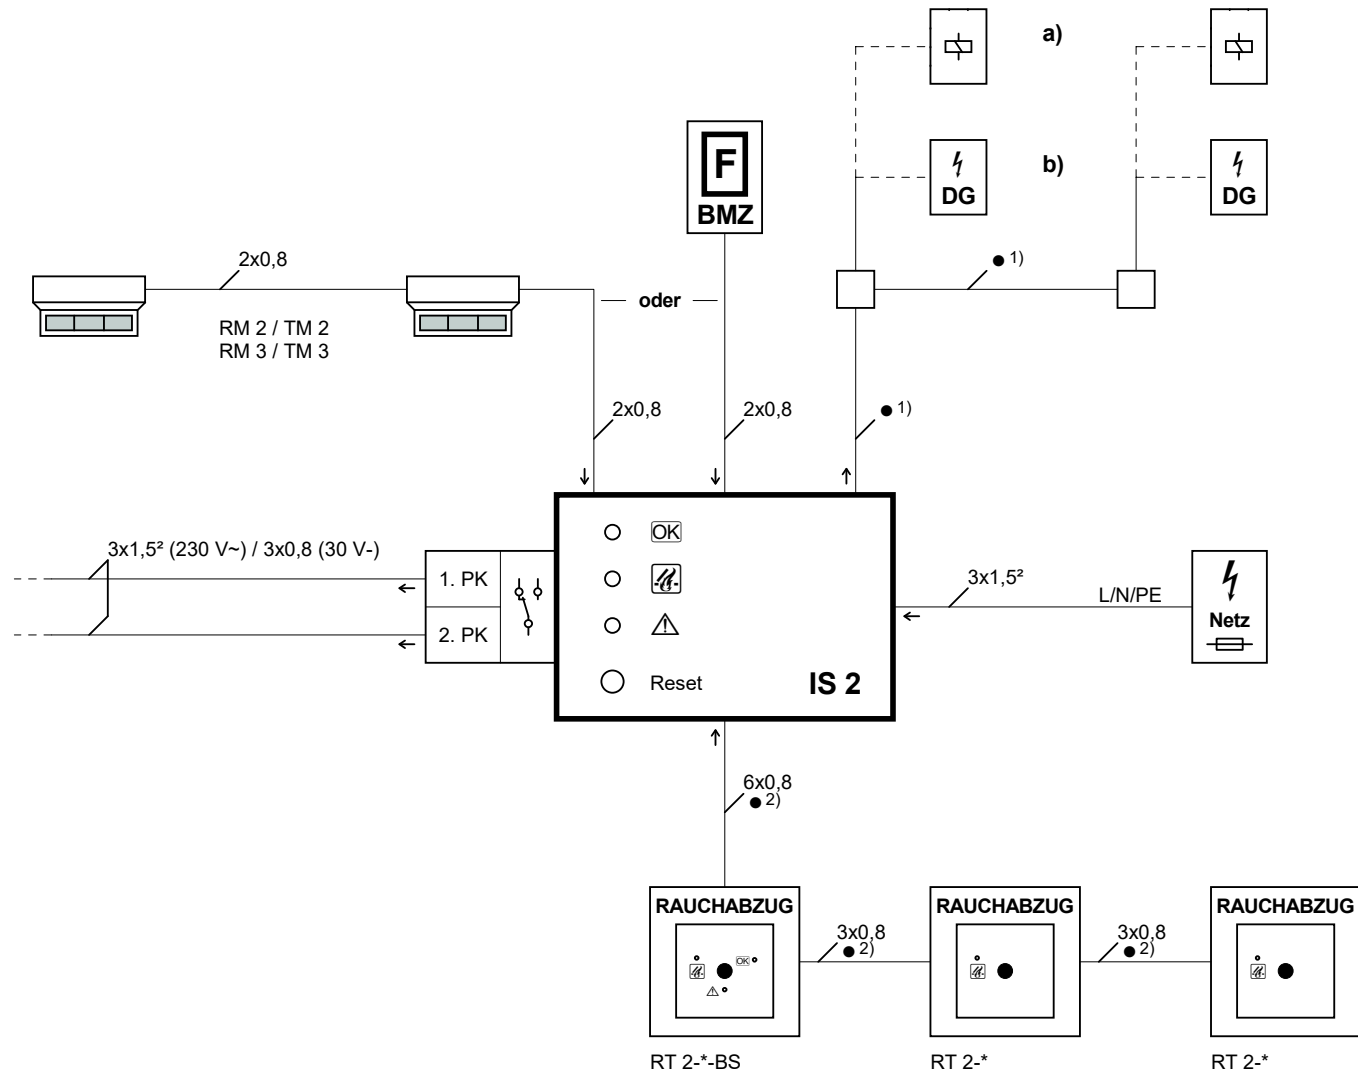 a)
F
BMZ
b)
DG
DG
2x0,8
● 1)
oder
RM 2 / TM 2
RM 3 / TM 3
2x0,8
2x0,8
● 1)
OK
3x1,5² (230 V~) / 3x0,8 (30 V-)
1. PK
2. PK
3x1,5²
L/N/PE
Netz
Reset
IS 2
6x0,8
● 2)
RAUCHABZUG
RAUCHABZUG
RAUCHABZUG
3x0,8
● 2)
3x0,8
● 2)
OK
RT 2-*-BS
RT 2-*
RT 2-*